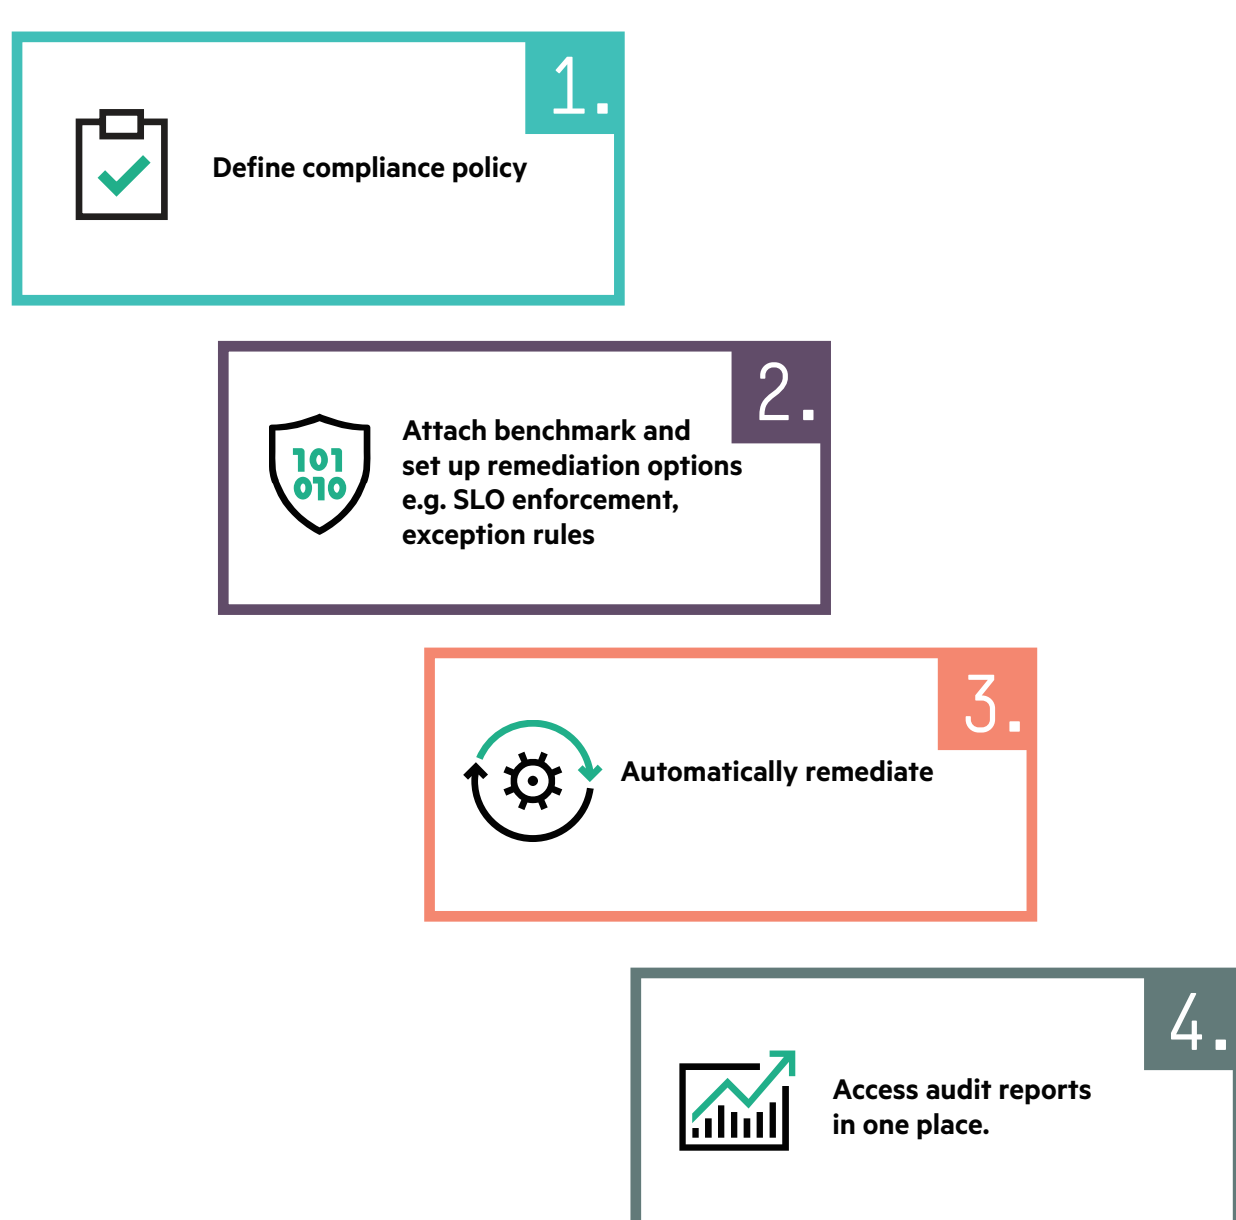 1.
Define compliance policy
2.
Attach benchmark and
set up remediation options
e.g. SLO enforcement,
exception rules
101
010
3.
Automatically remediate
4.
Access audit reports
in one place.